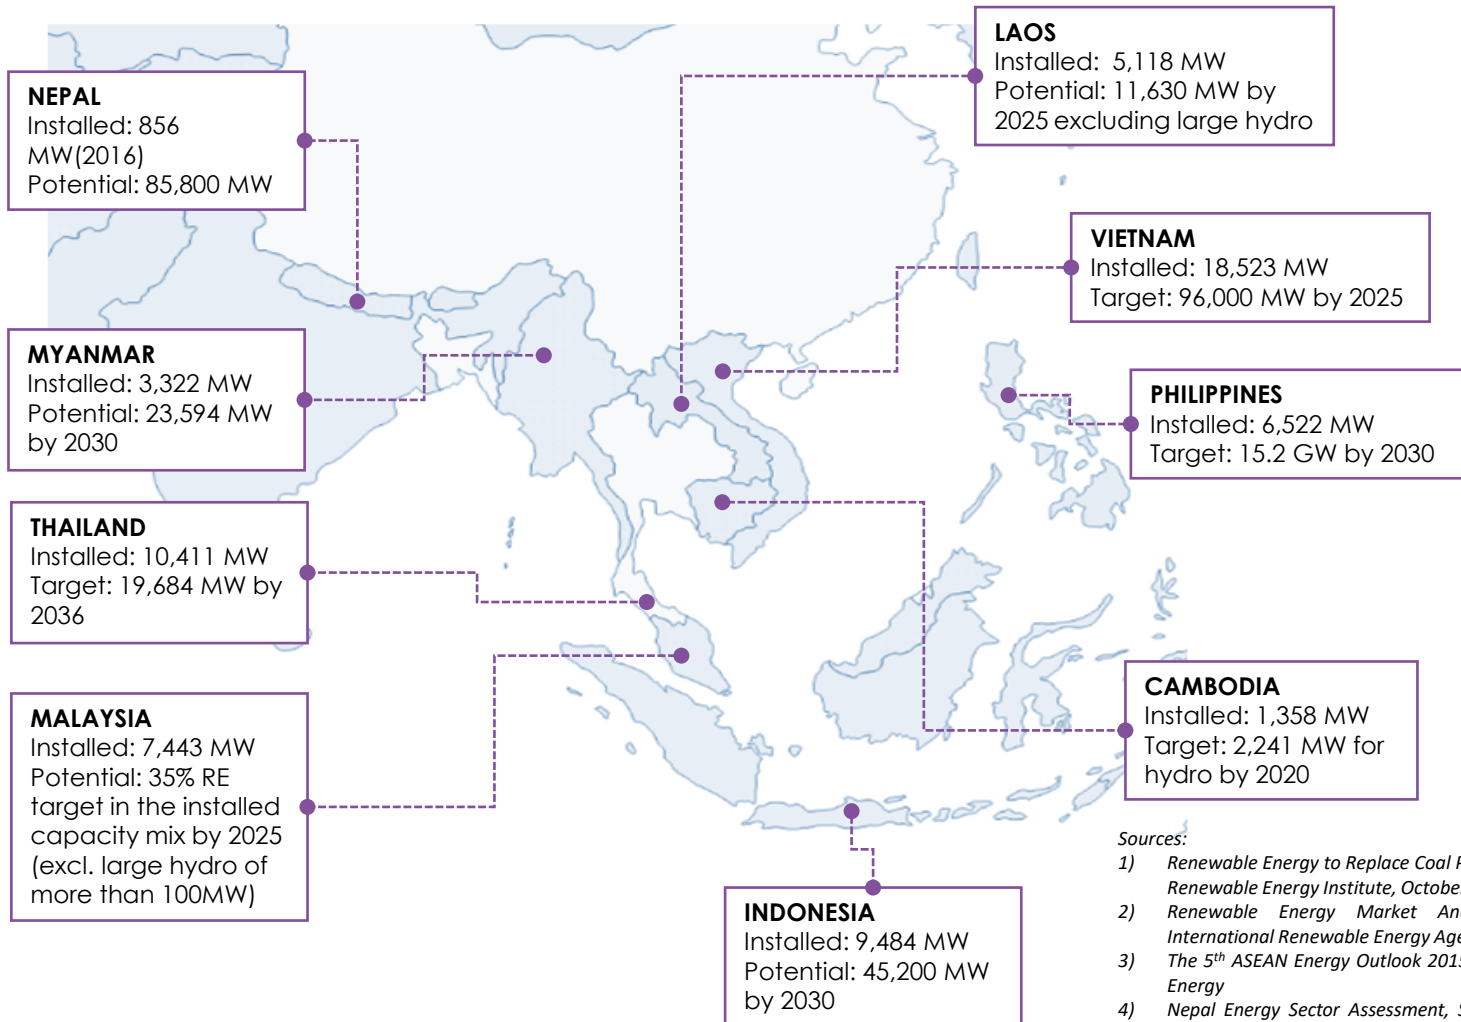 NEPAL
Installed: 856
MW(2016)
Potential: 85,800 MW
LAOS
Installed: 5,118 MW
Potential: 11,630 MW by
2025 excluding large hydro
VIETNAM
Installed: 18,523 MW
Target: 96,000 MW by 2025
MYANMAR
Installed: 3,322 MW
Potential: 23,594 MW
by 2030
PHILIPPINES
Installed: 6,522 MW
Target: 15.2 GW by 2030
THAILAND
Installed: 10,411 MW
Target: 19,684 MW by
2036
MALAYSIA
Installed: 7,443 MW
Potential: 35% RE
target in the installed
capacity mix by 2025
(excl. large hydro of
more than 100MW)
CAMBODIA
Installed: 1,358 MW
Target: 2,241 MW for
hydro by 2020
INDONESIA
Installed: 9,484 MW
Potential: 45,200 MW
by 2030
Sources:
1) Renewable Energy to Replace Coal
Renewable Energy Institute, October
2) Renewable Energy Market
International Renewable Energy
3) The 5th ASEAN Energy Outlook
Energy
4) Nepal Energy Sector Assessment,